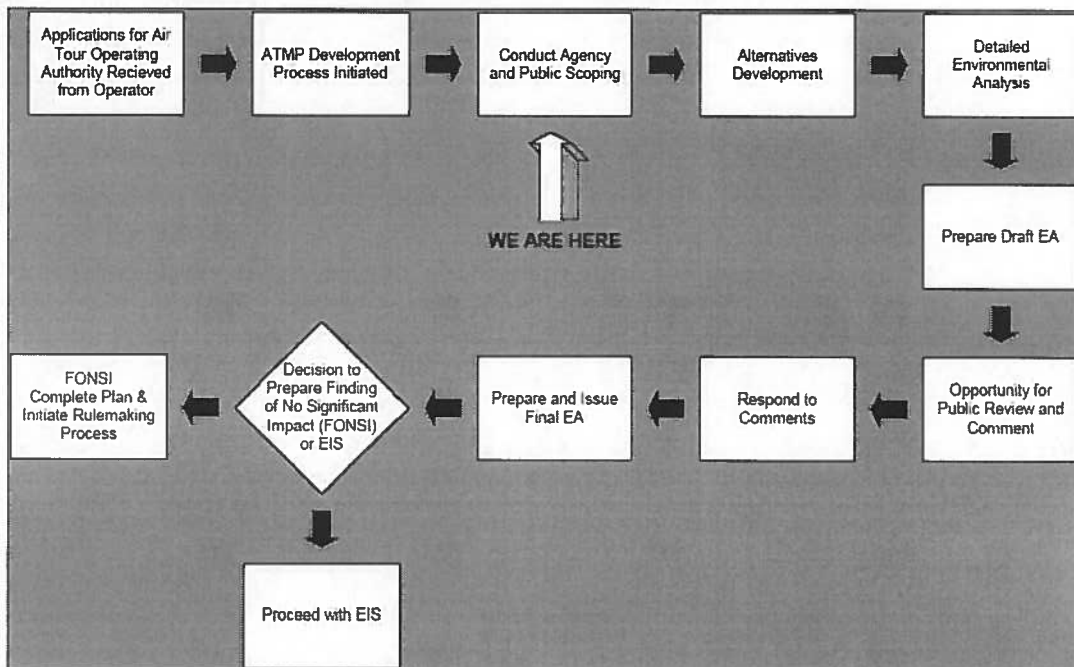 Applications for Air
Tour Operating
Authority Recieved
from Operator
ATMP Development
Process Initiated
Conduct Agency
and Public Scoping
Alternatives
Development
Detailed
Environmental
Analysis
WE ARE HERE
Prepare Draft EA
Opportunity for
Public Review and
Comment
Respond to
Comments
Prepare and Issue
Final EA
Decision to
Prepare Finding
of No Significant
Impact (FONSI)
or EIS
FONSI
Complete Plan &
Initiate Rulemaking
Process
Proceed with EIS